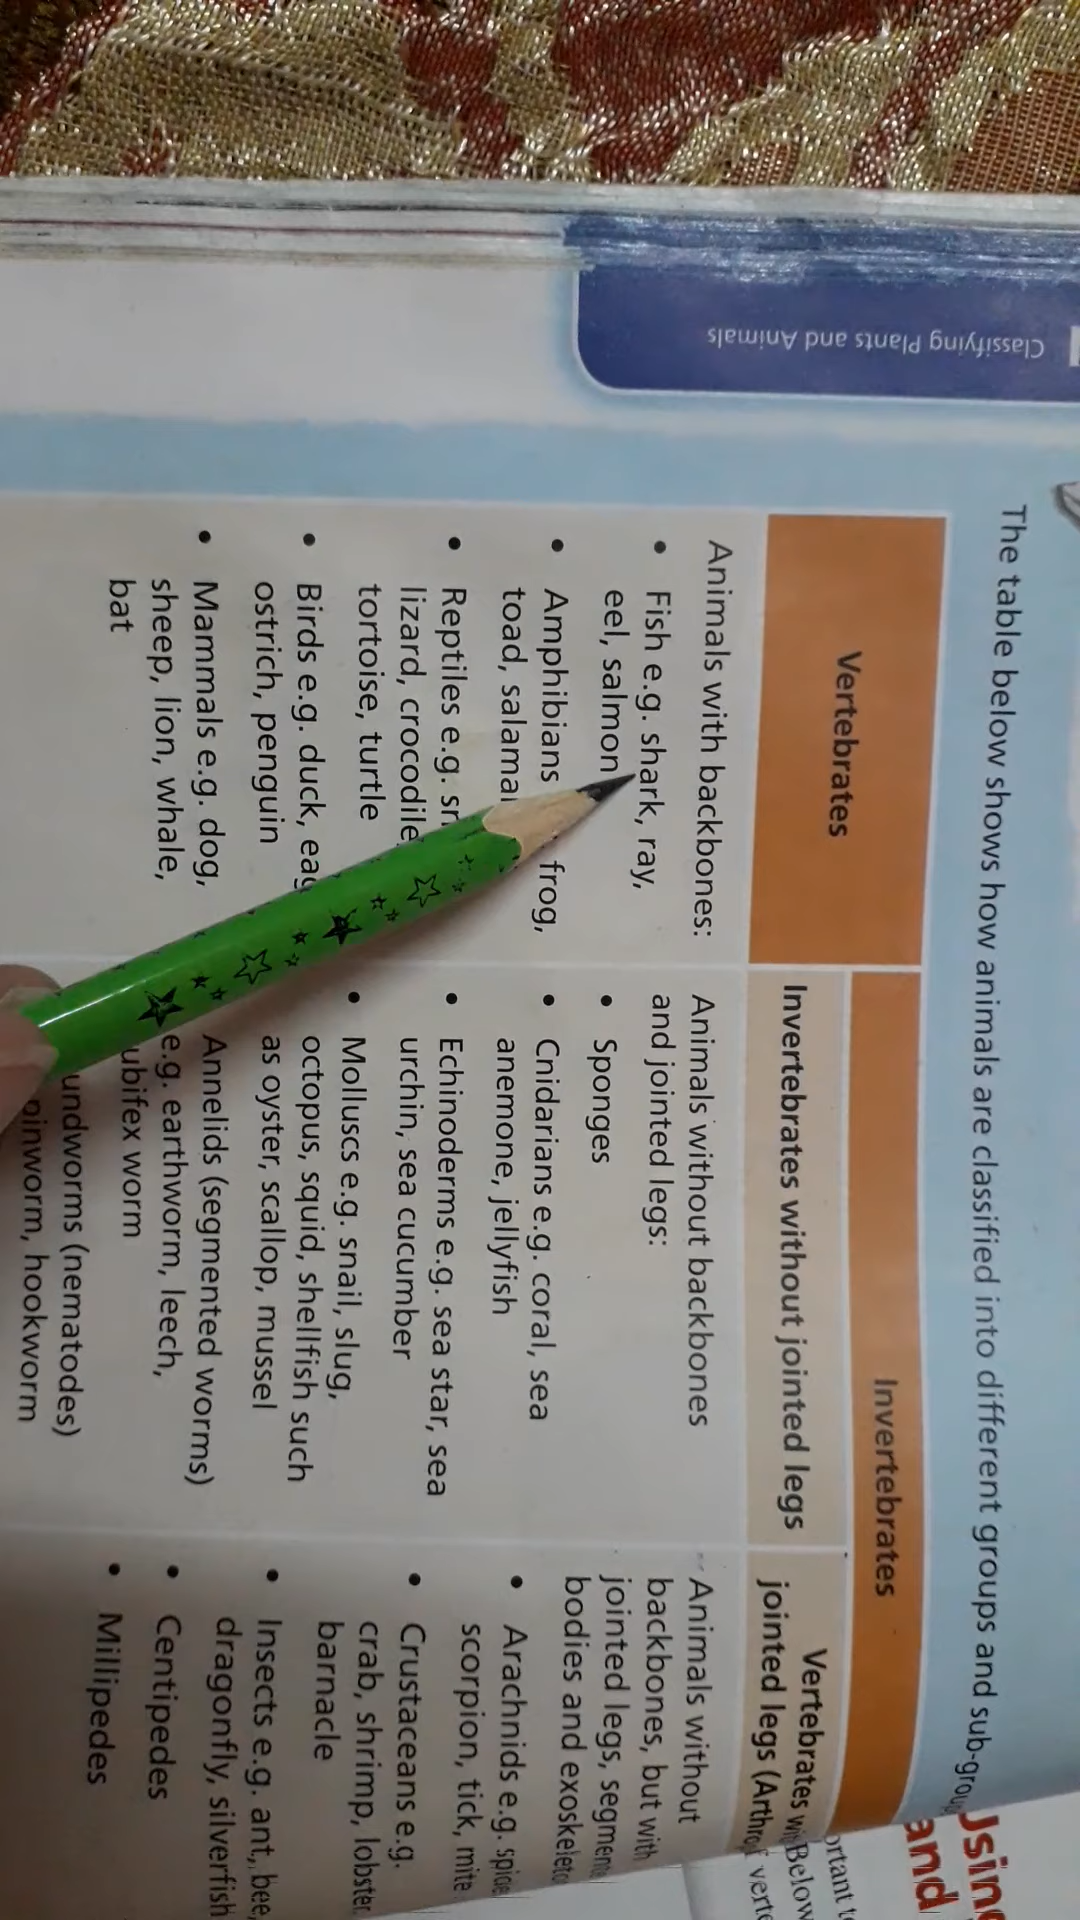 Classifying Plants and Animals
The table below shows how animals are classified into different groups and sub-
Vertebrates
Invertebrates
Invertebrates without jointed legs
Vertebrates
jointed legs
Animals with backbones:
• Fish e.g. shark, ray,
eel, salmon
• Amphibians frog,
toad,
• Reptiles e.g.
lizard, crocodile
tortoise, turtle
• Birds e.g. duck,
ostrich, penguin
• Mammals e.g. dog,
sheep, lion, whale,
bat
Animals without backbones
and jointed legs:
• Sponges
• Cnidarians e.g. coral, sea
anemone, jellyfish
• Echinoderms e.g. sea star, sea
urchin, sea cucumber
• Molluscs e.g. snail, slug,
octopus, squid, shellfish such
as oyster, scallop, mussel
Annelids (segmented worms)
e.g. earthworm, leech,
worm
(nematodes)
hookworm
Animals without
backbones, but with
jointed legs,
bodies and
• Arachnids e.g.
scorpion, tick, mite
• Crustaceans e.g.
crab, shrimp, lobster
barnacle
• Insects e.g. ant, bee,
dragonfly, silverfish
• Centipedes
• Millipedes
and
Below